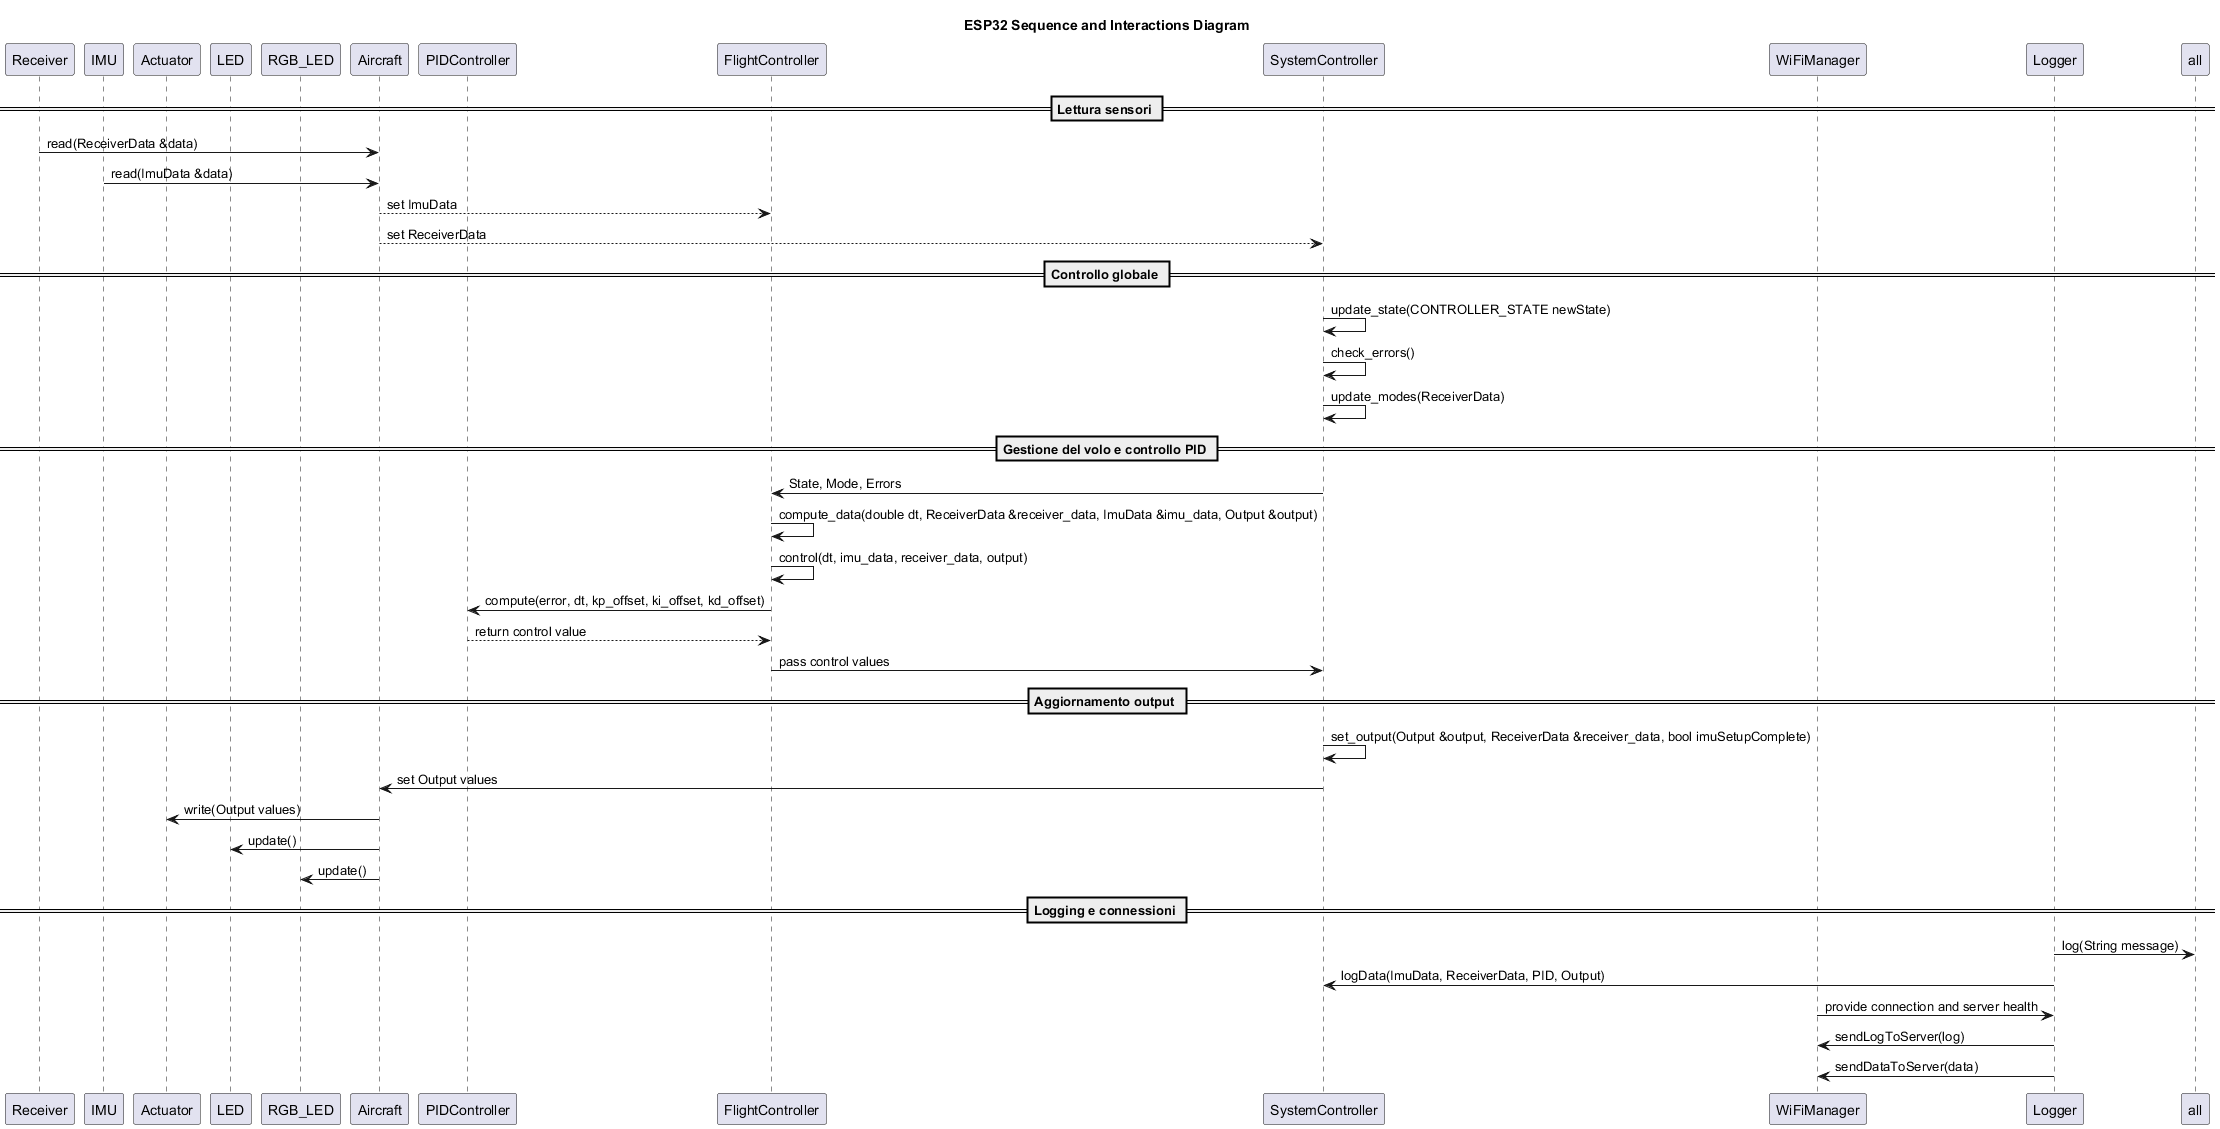 ESP32 Sequence and Interactions Diagram
Receiver IMU Actuator LED RGB_LED Aircraft PIDController FlightController SystemController WiFiManager Logger all
Lettura sensori
read(ReceiverData &data)
read(ImuData &data)
set ImuData
set ReceiverData
Controllo globale
update_state(CONTROLLER_STATE newState)
check_errors()
update_modes(ReceiverData)
Gestione del volo e controllo PID
State, Mode, Errors
compute_data(double dt, ReceiverData &receiver_data, ImuData &imu_data, Output &output)
control(dt, imu_data, receiver_data, output)
compute(error, dt, kp_offset, ki_offset, kd_offset)
return control value
pass control values
Aggiornamento output
set_output(Output &output, ReceiverData &receiver_data, bool imuSetupComplete)
set Output values
write(Output values)
update()
update()
Logging e connessioni
log(String message)
logData(ImuData, ReceiverData, PID, Output)
provide connection and server health
sendLogToServer(log)
sendDataToServer(data)
Receiver IMU Actuator LED RGB_LED Aircraft PIDController FlightController SystemController WiFiManager Logger all